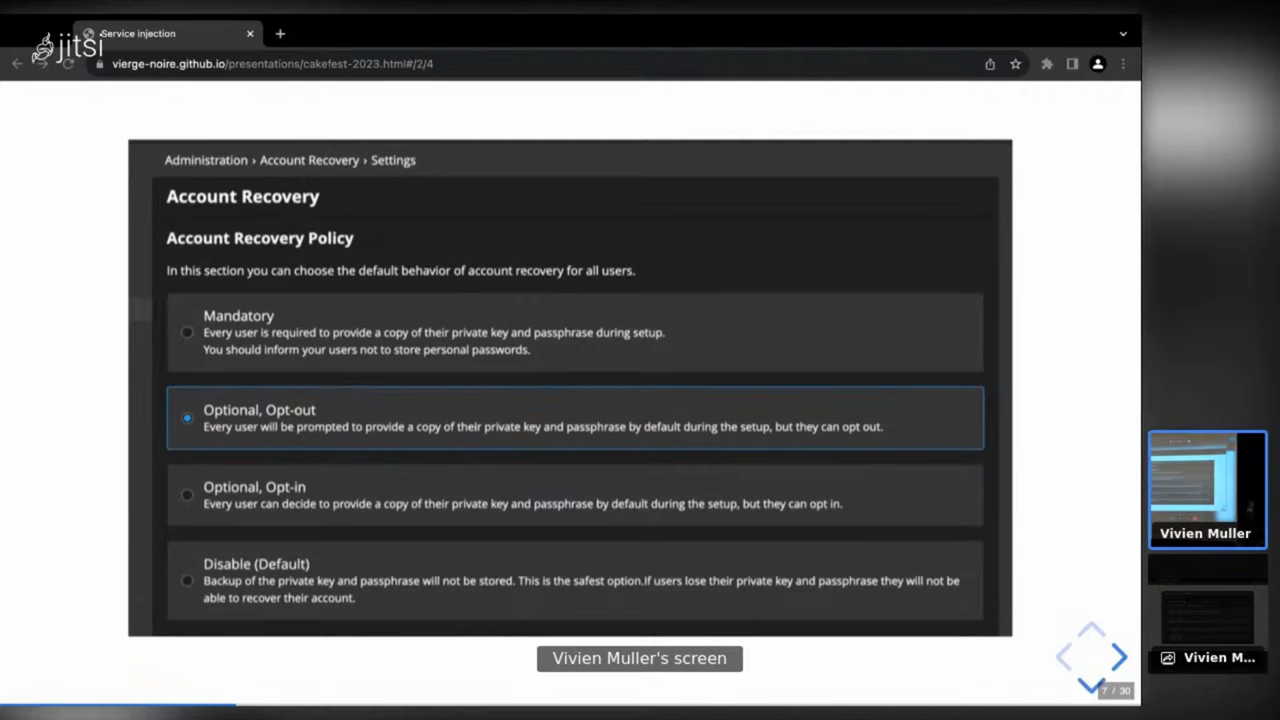 Service injection
jitsi
vierge-noire.github.io/presentations/cakefest-2023.html#/2/4
Administration › Account Recovery › Settings
Account Recovery
Account Recovery Policy
In this section you can choose the default behavior of account recovery for all users.
Mandatory
Every user is required to provide a copy of their private key and passphrase during setup.
You should inform your users not to store personal passwords.
Optional, Opt-out
Every user will be prompted to provide a copy of their private key and passphrase by default during the setup, but they can opt out.
Optional, Opt-in
Every user can decide to provide a copy of their private key and passphrase by default during the setup, but they can opt in.
Disable (Default)
Backup of the private key and passphrase will not be stored. This is the safest option.If users lose their private key and passphrase they will not be
able to recover their account.
Vivien Muller's screen
7 / 30
Vivien Muller
Vivien M...